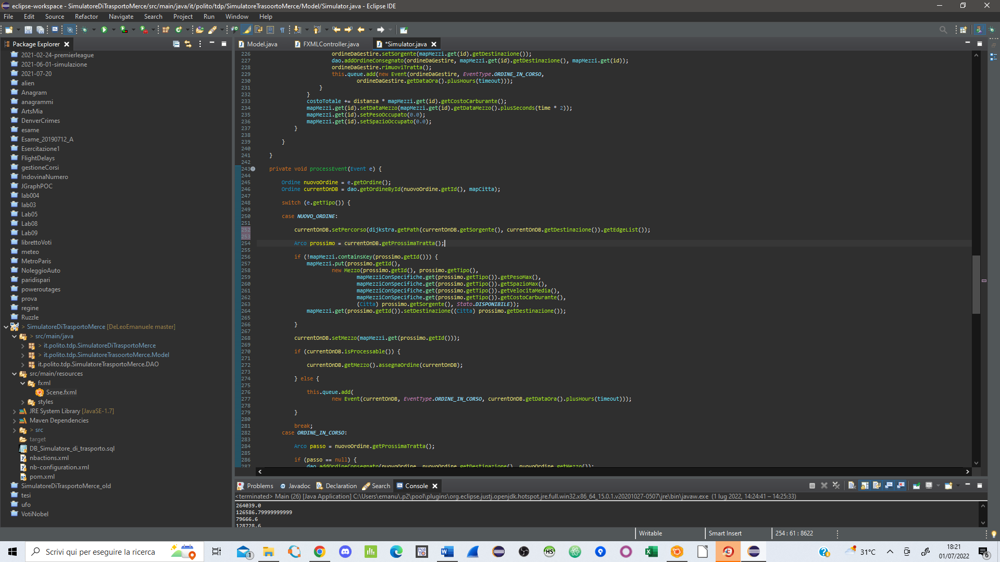 eclipse-workspace - SimulatoreDiTrasportoMerce/src/main/java/it/polito/tdp/SimulatoreTrasoortoMerce/Model/Simulator.java - Eclipse IDE
File Edit Source Refactor Navigate Search Project Run Window Help
Package Explorer
2021-02-24-premierleague
2021-06-01-simulazione
2021-07-20
alien
Anagram
anagrammi
ArtsMia
DenverCrimes
esame
Esame_20190712_A
Esercitazione1
FlightDelays
gestioneCorsi
IndovinaNumero
JGraphPOC
lab004
lab03
Lab05
Lab08
Lab09
librettoVoti
meteo
MetroParis
NoleggioAuto
paridispari
poweroutages
prova
regine
Ruzzle
> SimulatoreDiTrasportoMerce [DeLeoEmanuele master]
> src/main/java
> it.polito.tdp.SimulatoreDiTrasportoMerce
> it.polito.tdp.SimulatoreTrasoortoMerce.Model
it.polito.tdp.SimulatoreTrasportoMerce.DAO
src/main/resources
fxml
Scene.fxml
styles
JRE System Library [JavaSE-1.7]
Maven Dependencies
> src
target
DB_Simulatore_di_trasporto.sql
nbactions.xml
nb-configuration.xml
pom.xml
SimulatoreDiTrasportoMerce_old
tesi
ufo
VotiNobel
Model.java FXMLController.java *Simulator.java
226 ordineDaGestire.setSorgente(mapMezzi.get(id).getDestinazione());
227 dao.addOrdineConsegnato(ordineDaGestire, mapMezzi.get(id).getDestinazione(), mapMezzi.get(id));
228 ordineDaGestire.rimuoviTratta();
229 this.queue.add(new Event(ordineDaGestire, EventType.ORDINE_IN_CORSO,
230 ordineDaGestire.getDataOra().plusHours(timeout)));
231 }
232 }
233 costoTotale += distanza * mapMezzi.get(id).getCostoCarburante();
234 mapMezzi.get(id).setDataMezzo(mapMezzi.get(id).getDataMezzo().plusSeconds(time * 2));
235 mapMezzi.get(id).setPesoOccupato(0.0);
236 mapMezzi.get(id).setSpazioOccupato(0.0);
237 }
238
239 }
240
241 }
242
243 private void processEvent(Event e) {
244
245 Ordine nuovoOrdine = e.getOrdine();
246 Ordine currentOnDB = dao.getOrdineById(nuovoOrdine.getId(), mapCitta);
247
248 switch (e.getTipo()) {
249
250 case NUOVO_ORDINE:
251
252 currentOnDB.setPercorso(dijkstra.getPath(currentOnDB.getSorgente(), currentOnDB.getDestinazione()).getEdgeList());
253
254 Arco prossimo = currentOnDB.getProssimaTratta();
255
256 if (!mapMezzi.containsKey(prossimo.getId())) {
257 mapMezzi.put(prossimo.getId(),
258 new Mezzo(prossimo.getId(), prossimo.getTipo(),
259 mapMezziConSpecifiche.get(prossimo.getTipo()).getPesoMax(),
260 mapMezziConSpecifiche.get(prossimo.getTipo()).getSpazioMax(),
261 mapMezziConSpecifiche.get(prossimo.getTipo()).getVelocitaMedia(),
262 mapMezziConSpecifiche.get(prossimo.getTipo()).getCostoCarburante(),
263 (Citta) prossimo.getSorgente(), Stato.DISPONIBILE));
264 mapMezzi.get(prossimo.getId()).setDestinazione((Citta) prossimo.getDestinazione());
265
266 }
267
268 currentOnDB.setMezzo(mapMezzi.get(prossimo.getId()));
269
270 if (currentOnDB.isProcessable()) {
271
272 currentOnDB.getMezzo().assegnaOrdine(currentOnDB);
273
274 } else {
275
276 this.queue.add(
277 new Event(currentOnDB, EventType.ORDINE_IN_CORSO, currentOnDB.getDataOra().plusHours(timeout)));
278
279 }
280
281 break;
282 case ORDINE_IN_CORSO:
283
284 Arco passo = nuovoOrdine.getProssimaTratta();
285
286 if (passo == null) {
287 dao.addOrdineConsegnato(nuovoOrdine, nuovoOrdine.getDestinazione(), nuovoOrdine.getMezzo());
Problems Javadoc Declaration Search Console
<terminated> Main (26) [Java Application] C:\Users\emanu\.p2\pool\plugins\org.eclipse.justj.openjdk.hotspot.jre.full.win32.x86_64_15.0.1.v20201027-0507\jre\bin\javaw.exe (1 lug 2022, 14:24:41 – 14:25:33)
264039.0
126586.79999999999
79666.6
128728.6
Writable Smart Insert 254 : 61 : 8622
Scrivi qui per eseguire la ricerca
1
Poli
TO
HS
31°C
18:21
01/07/2022
6